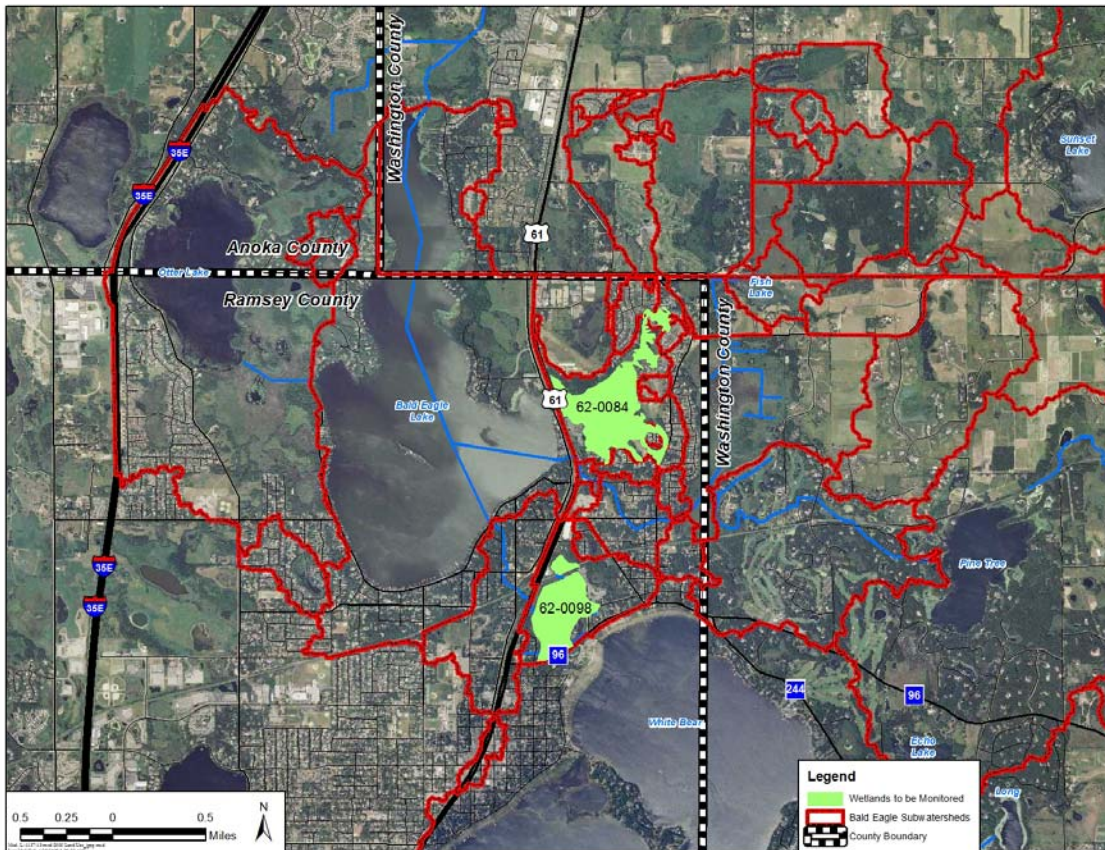 Washington County
35E
Sunset
Lake
35E
61
Anoka County
Otter Lake
Ramsey County
Fish
Lake
Washington County
61
62-0084
Bald Eagle
Lake
Pine Tree
35E
35E
62-0098
96
244
96
White Bear
Echo
Lake
Long
Legend
Wetlands to be Monitored
Bald Eagle Subwatersheds
County Boundary
N
0.5 0.25 0 0.5
Miles